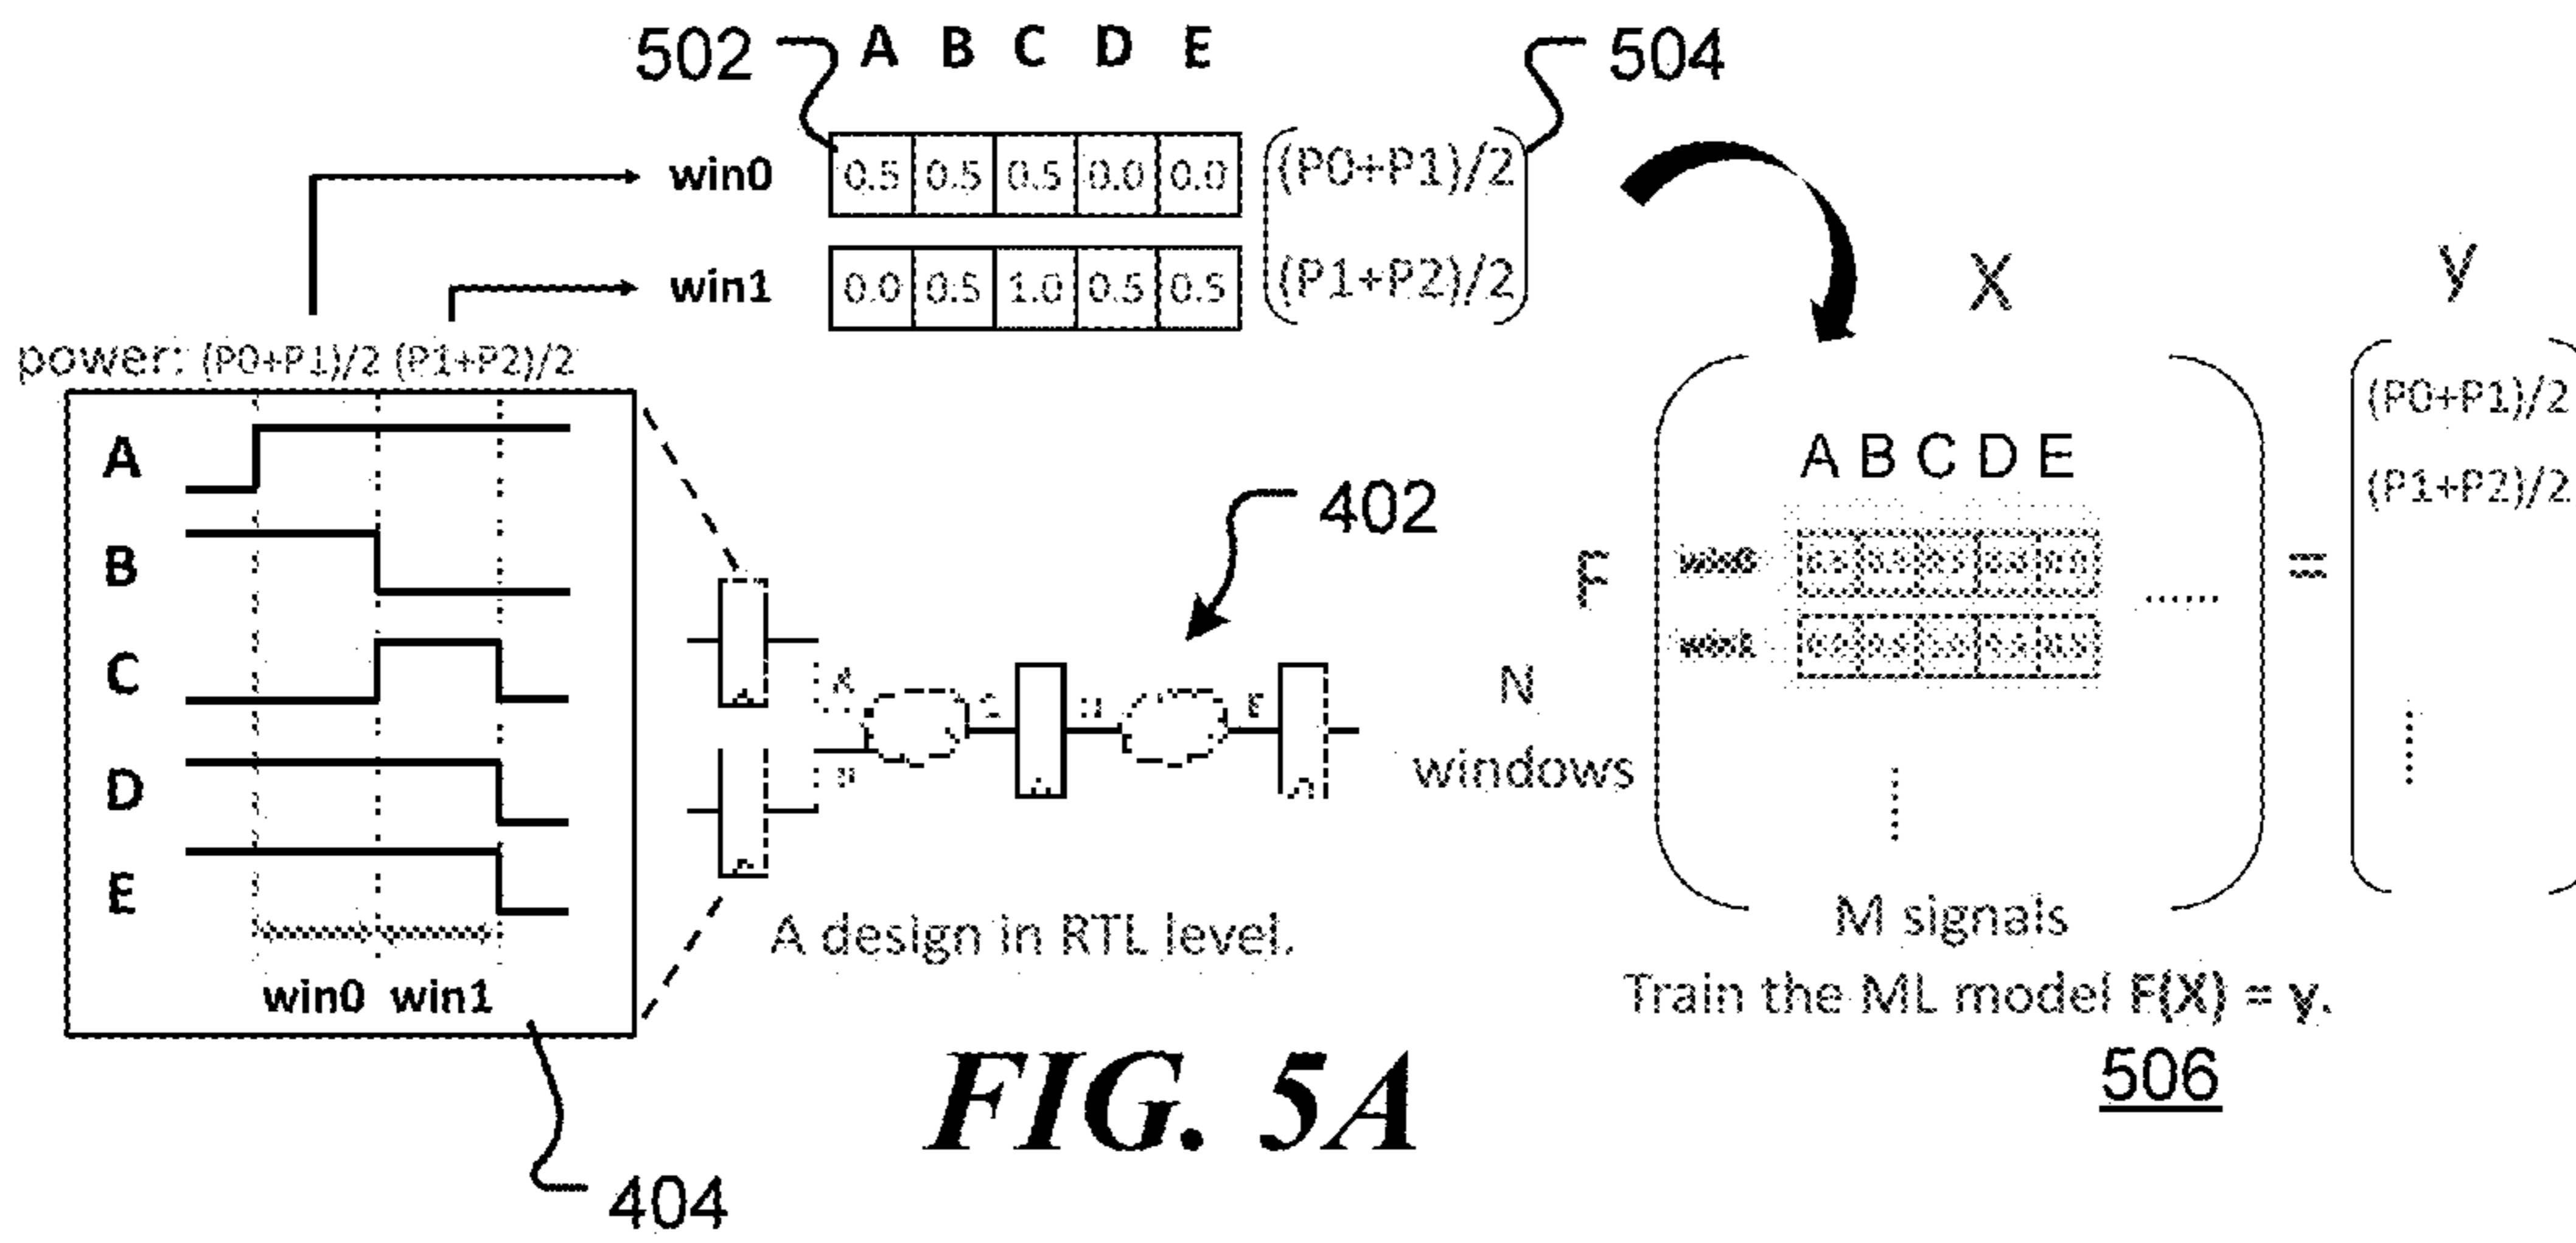 502 A B C D E 504
win0 0.5 0.5 0.5 0.0 0.0 (P0+P1)/2
win1 0.0 0.5 1.0 0.5 0.5 (P1+P2)/2
X y
power: (P0+P1)/2 (P1+P2)/2
(P0+P1)/2
(P1+P2)/2
A
B
C
D
E
win0 win1
404
402
A
B
C
D
E
A design in RTL level.
F
N
windows
A B C D E
win0
win1
......
=
M signals
Train the ML model F(X) = y.
506
FIG. 5A